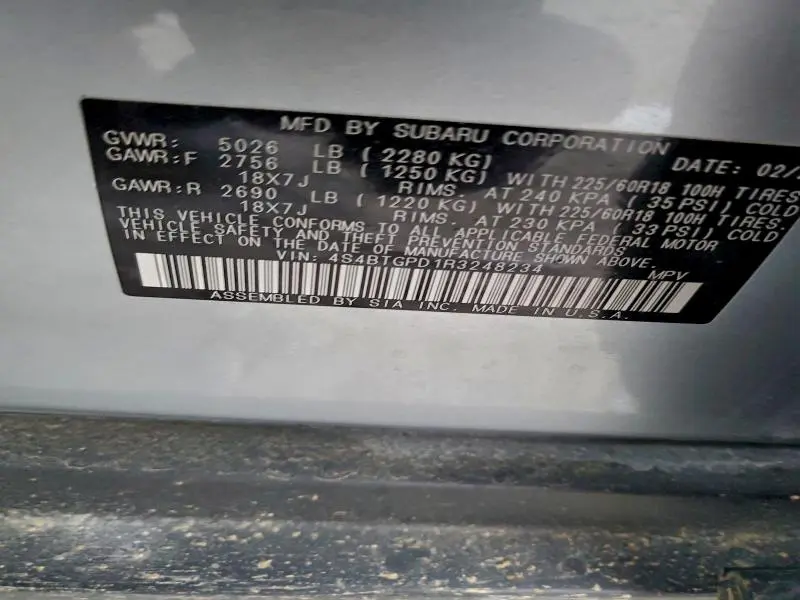 MFD BY SUBARU CORPORATION DATE: 02/
GVWR: 5026 LB (2280 KG)
GAWR:F 2756 LB (1250 KG) WITH 225/60R18 100H TIRES
18X7J RIMS. AT 240 KPA (35 PSI) COLD
GAWR:R 2690 LB (1220 KG) WITH 225/60R18 100H TIRES.
18X7J RIMS. AT 230 KPA (33 PSI) COLD
THIS VEHICLE CONFORMS TO ALL APPLICABLE FEDERAL MOTOR
VEHICLE SAFETY AND THEFT PREVENTION STANDARDS
IN EFFECT ON THE DATE OF MANUFACTURE SHOWN ABOVE.
VIN: 4S4BTGPD1R3248234 MPV
ASSEMBLED BY SIA INC. MADE IN U.S.A.